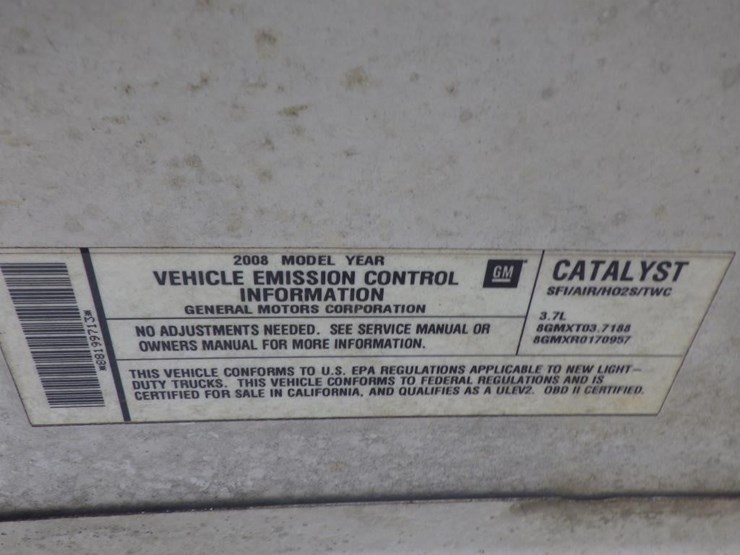 2008 MODEL YEAR
VEHICLE EMISSION CONTROL
INFORMATION
GENERAL MOTORS CORPORATION
GM
NO ADJUSTMENTS NEEDED. SEE SERVICE MANUAL OR
OWNERS MANUAL FOR MORE INFORMATION.
CATALYST
SFI/AIR/HO2S/TWC
3.7L
8GMXT03.7188
8GMXR0170957
THIS VEHICLE CONFORMS TO U.S. EPA REGULATIONS APPLICABLE TO NEW LIGHT-
DUTY TRUCKS. THIS VEHICLE CONFORMS TO FEDERAL REGULATIONS AND IS
CERTIFIED FOR SALE IN CALIFORNIA, AND QUALIFIES AS A ULEV2. OBD II CERTIFIED.
*88199713*